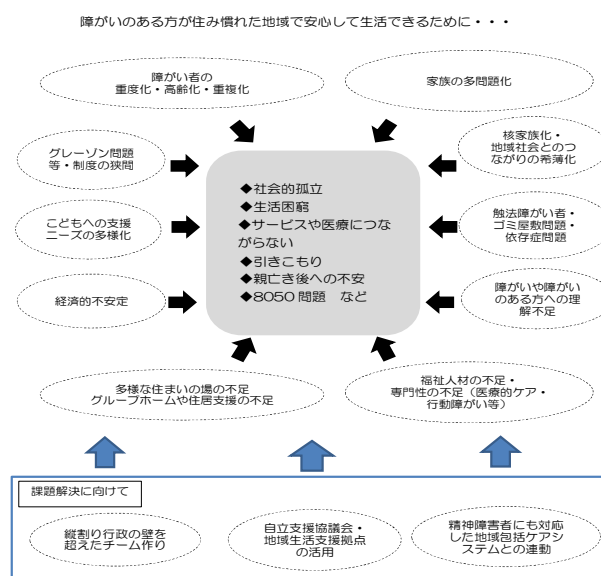 障がいのある方が住み慣れた地域で安心して生活できるために・・・
障がい者の
重度化・高齢化・重複化
家族の多問題化
グレーゾン問題
等・制度の狭間
核家族化・
地域社会とのつ
ながりの希薄化
◆社会的孤立
◆生活困窮
◆サービスや医療につな
がらない
◆引きこもり
◆親亡き後への不安
◆8050問題　など
こどもへの支援
ニーズの多様化
触法障がい者・
ゴミ屋敷問題・
依存症問題
経済的不安定
障がいや障がい
のある方への理
解不足
多様な住まいの場の不足
グループホームや住居支援の不足
福祉人材の不足・
専門性の不足（医療的ケア・
行動障がい等）
課題解決に向けて
縦割り行政の壁を
超えたチーム作り
自立支援協議会・
地域生活支援拠点
の活用
精神障害者にも対応
した地域包括ケアシ
ステムとの連動